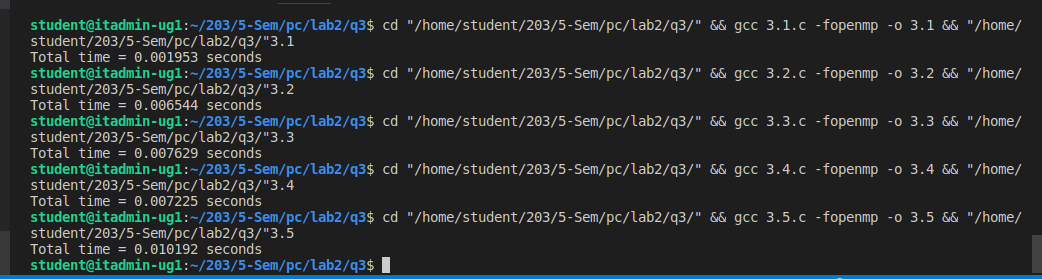 student@itadmin-ug1:~/203/5-Sem/pc/lab2/q3$ cd "/home/student/203/5-Sem/pc/lab2/q3/" && gcc 3.1.c -fopenmp -o 3.1 && "/home/
student/203/5-Sem/pc/lab2/q3/"3.1
Total time = 0.001953 seconds
student@itadmin-ug1:~/203/5-Sem/pc/lab2/q3$ cd "/home/student/203/5-Sem/pc/lab2/q3/" && gcc 3.2.c -fopenmp -o 3.2 && "/home/
student/203/5-Sem/pc/lab2/q3/"3.2
Total time = 0.006544 seconds
student@itadmin-ug1:~/203/5-Sem/pc/lab2/q3$ cd "/home/student/203/5-Sem/pc/lab2/q3/" && gcc 3.3.c -fopenmp -o 3.3 && "/home/
student/203/5-Sem/pc/lab2/q3/"3.3
Total time = 0.007629 seconds
student@itadmin-ug1:~/203/5-Sem/pc/lab2/q3$ cd "/home/student/203/5-Sem/pc/lab2/q3/" && gcc 3.4.c -fopenmp -o 3.4 && "/home/
student/203/5-Sem/pc/lab2/q3/"3.4
Total time = 0.007225 seconds
student@itadmin-ug1:~/203/5-Sem/pc/lab2/q3$ cd "/home/student/203/5-Sem/pc/lab2/q3/" && gcc 3.5.c -fopenmp -o 3.5 && "/home/
student/203/5-Sem/pc/lab2/q3/"3.5
Total time = 0.010192 seconds
student@itadmin-ug1:~/203/5-Sem/pc/lab2/q3$